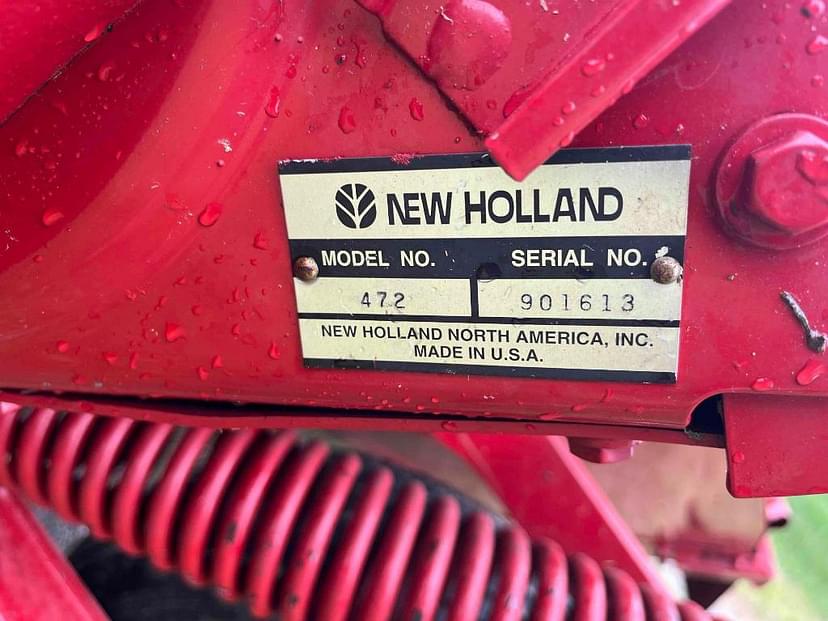 NEW HOLLAND
MODEL NO. SERIAL NO.
472 901613
NEW HOLLAND NORTH AMERICA, INC.
MADE IN U.S.A.